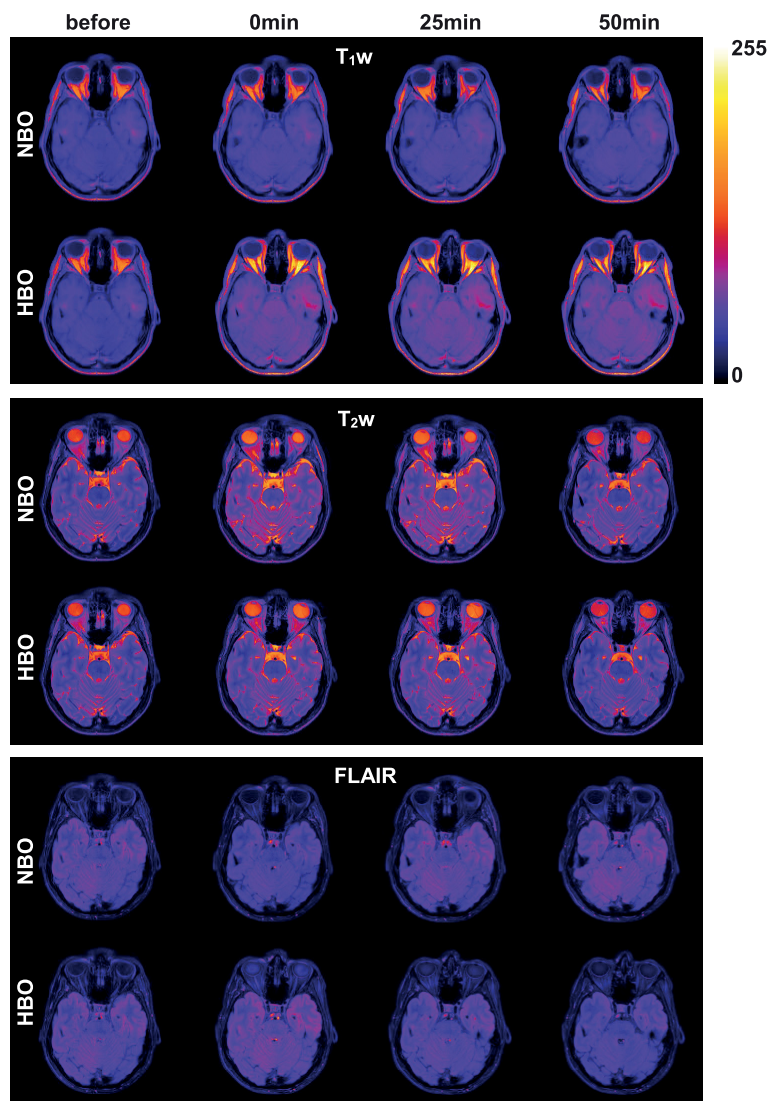 before 0min 25min 50min
T₁w
255
NBO
HBO
0
T₂w
NBO
HBO
FLAIR
NBO
HBO